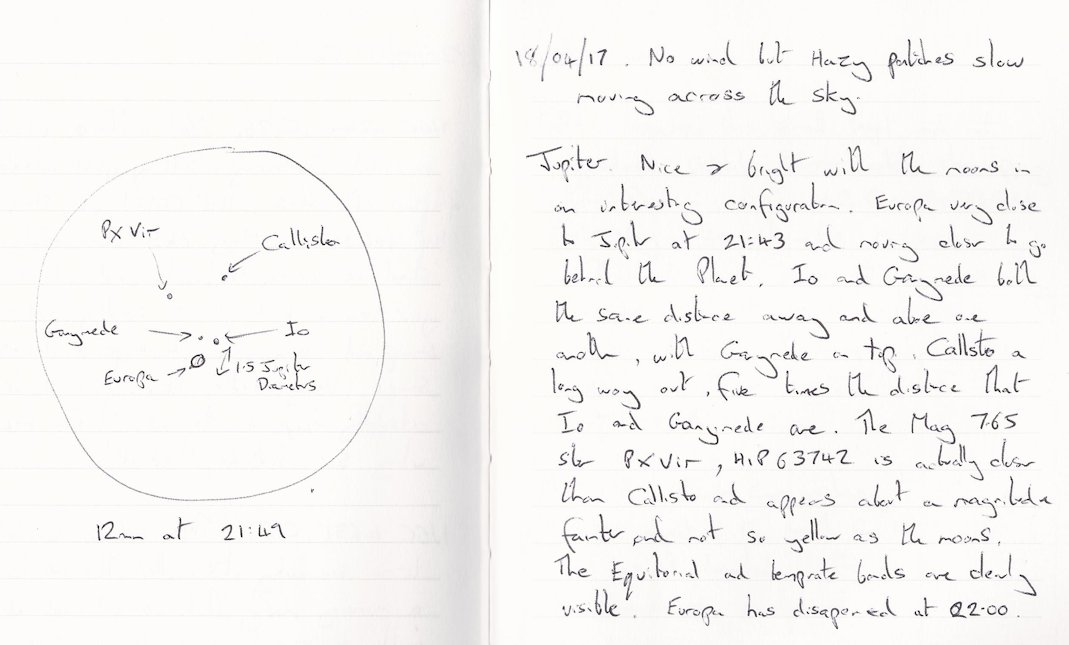 PX Vir
Callisto
Ganymede
Io
Europa
1.5 Jupiter
Diameters
12mm at 21:49
18/04/17. No wind but Hazy patches slow
moving across the sky.
Jupiter. Nice & bright with the moons in
an interesting configuration. Europa very close
to Jupiter at 21:43 and moving closer to go
behind the Planet. Io and Ganymede both
the same distance away and above one
another, with Ganymede on top. Callisto a
long way out, five times the distance that
Io and Ganymede are. The Mag 7.65
star PX Vir, HIP 63742 is actually closer
than Callisto and appears about a magnitude
fainter and not so yellow as the moons.
The Equitorial and temprate bands are clearly
visible. Europa has disapeared at 22:00.